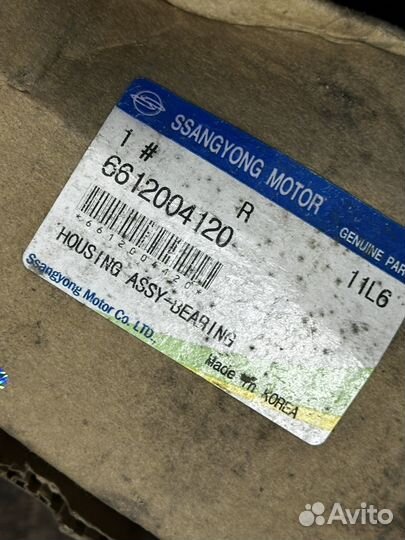 SSANGYONG MOTOR
GENUINE PAR
1 #
R
6612004120
11L6
*6612004120*
HOUSING ASSY-BEARING
Ssangyong Motor Co. LTD.,
Made in KOREA
Avito